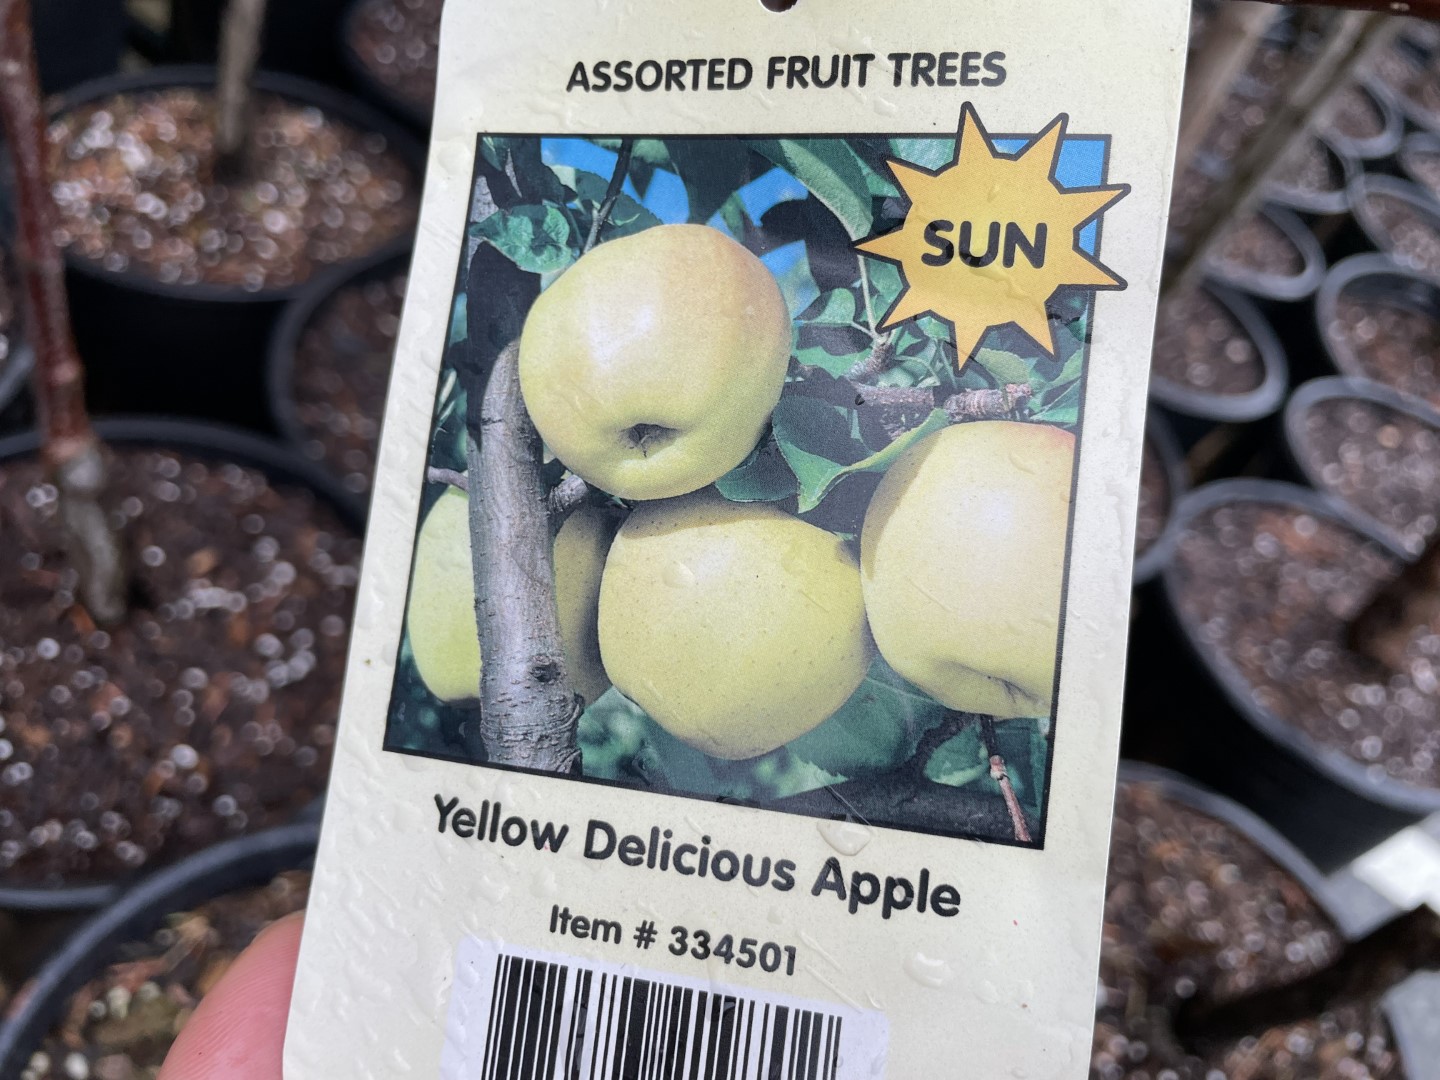 ASSORTED FRUIT TREES
SUN
Yellow Delicious Apple
Item # 334501